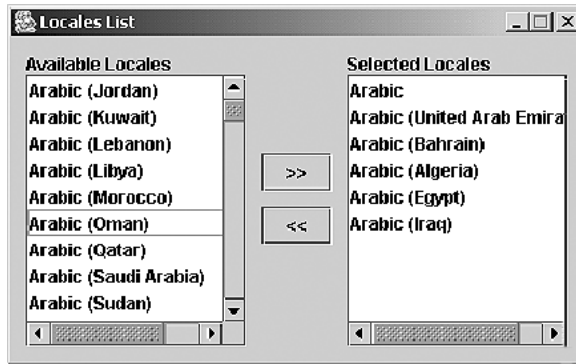 Locales List
Available Locales
Arabic (Jordan)
Arabic (Kuwait)
Arabic (Lebanon)
Arabic (Libya)
Arabic (Morocco)
Arabic (Oman)
Arabic (Qatar)
Arabic (Saudi Arabia)
Arabic (Sudan)
>>
<<
Selected Locales
Arabic
Arabic (United Arab Emira
Arabic (Bahrain)
Arabic (Algeria)
Arabic (Egypt)
Arabic (Iraq)